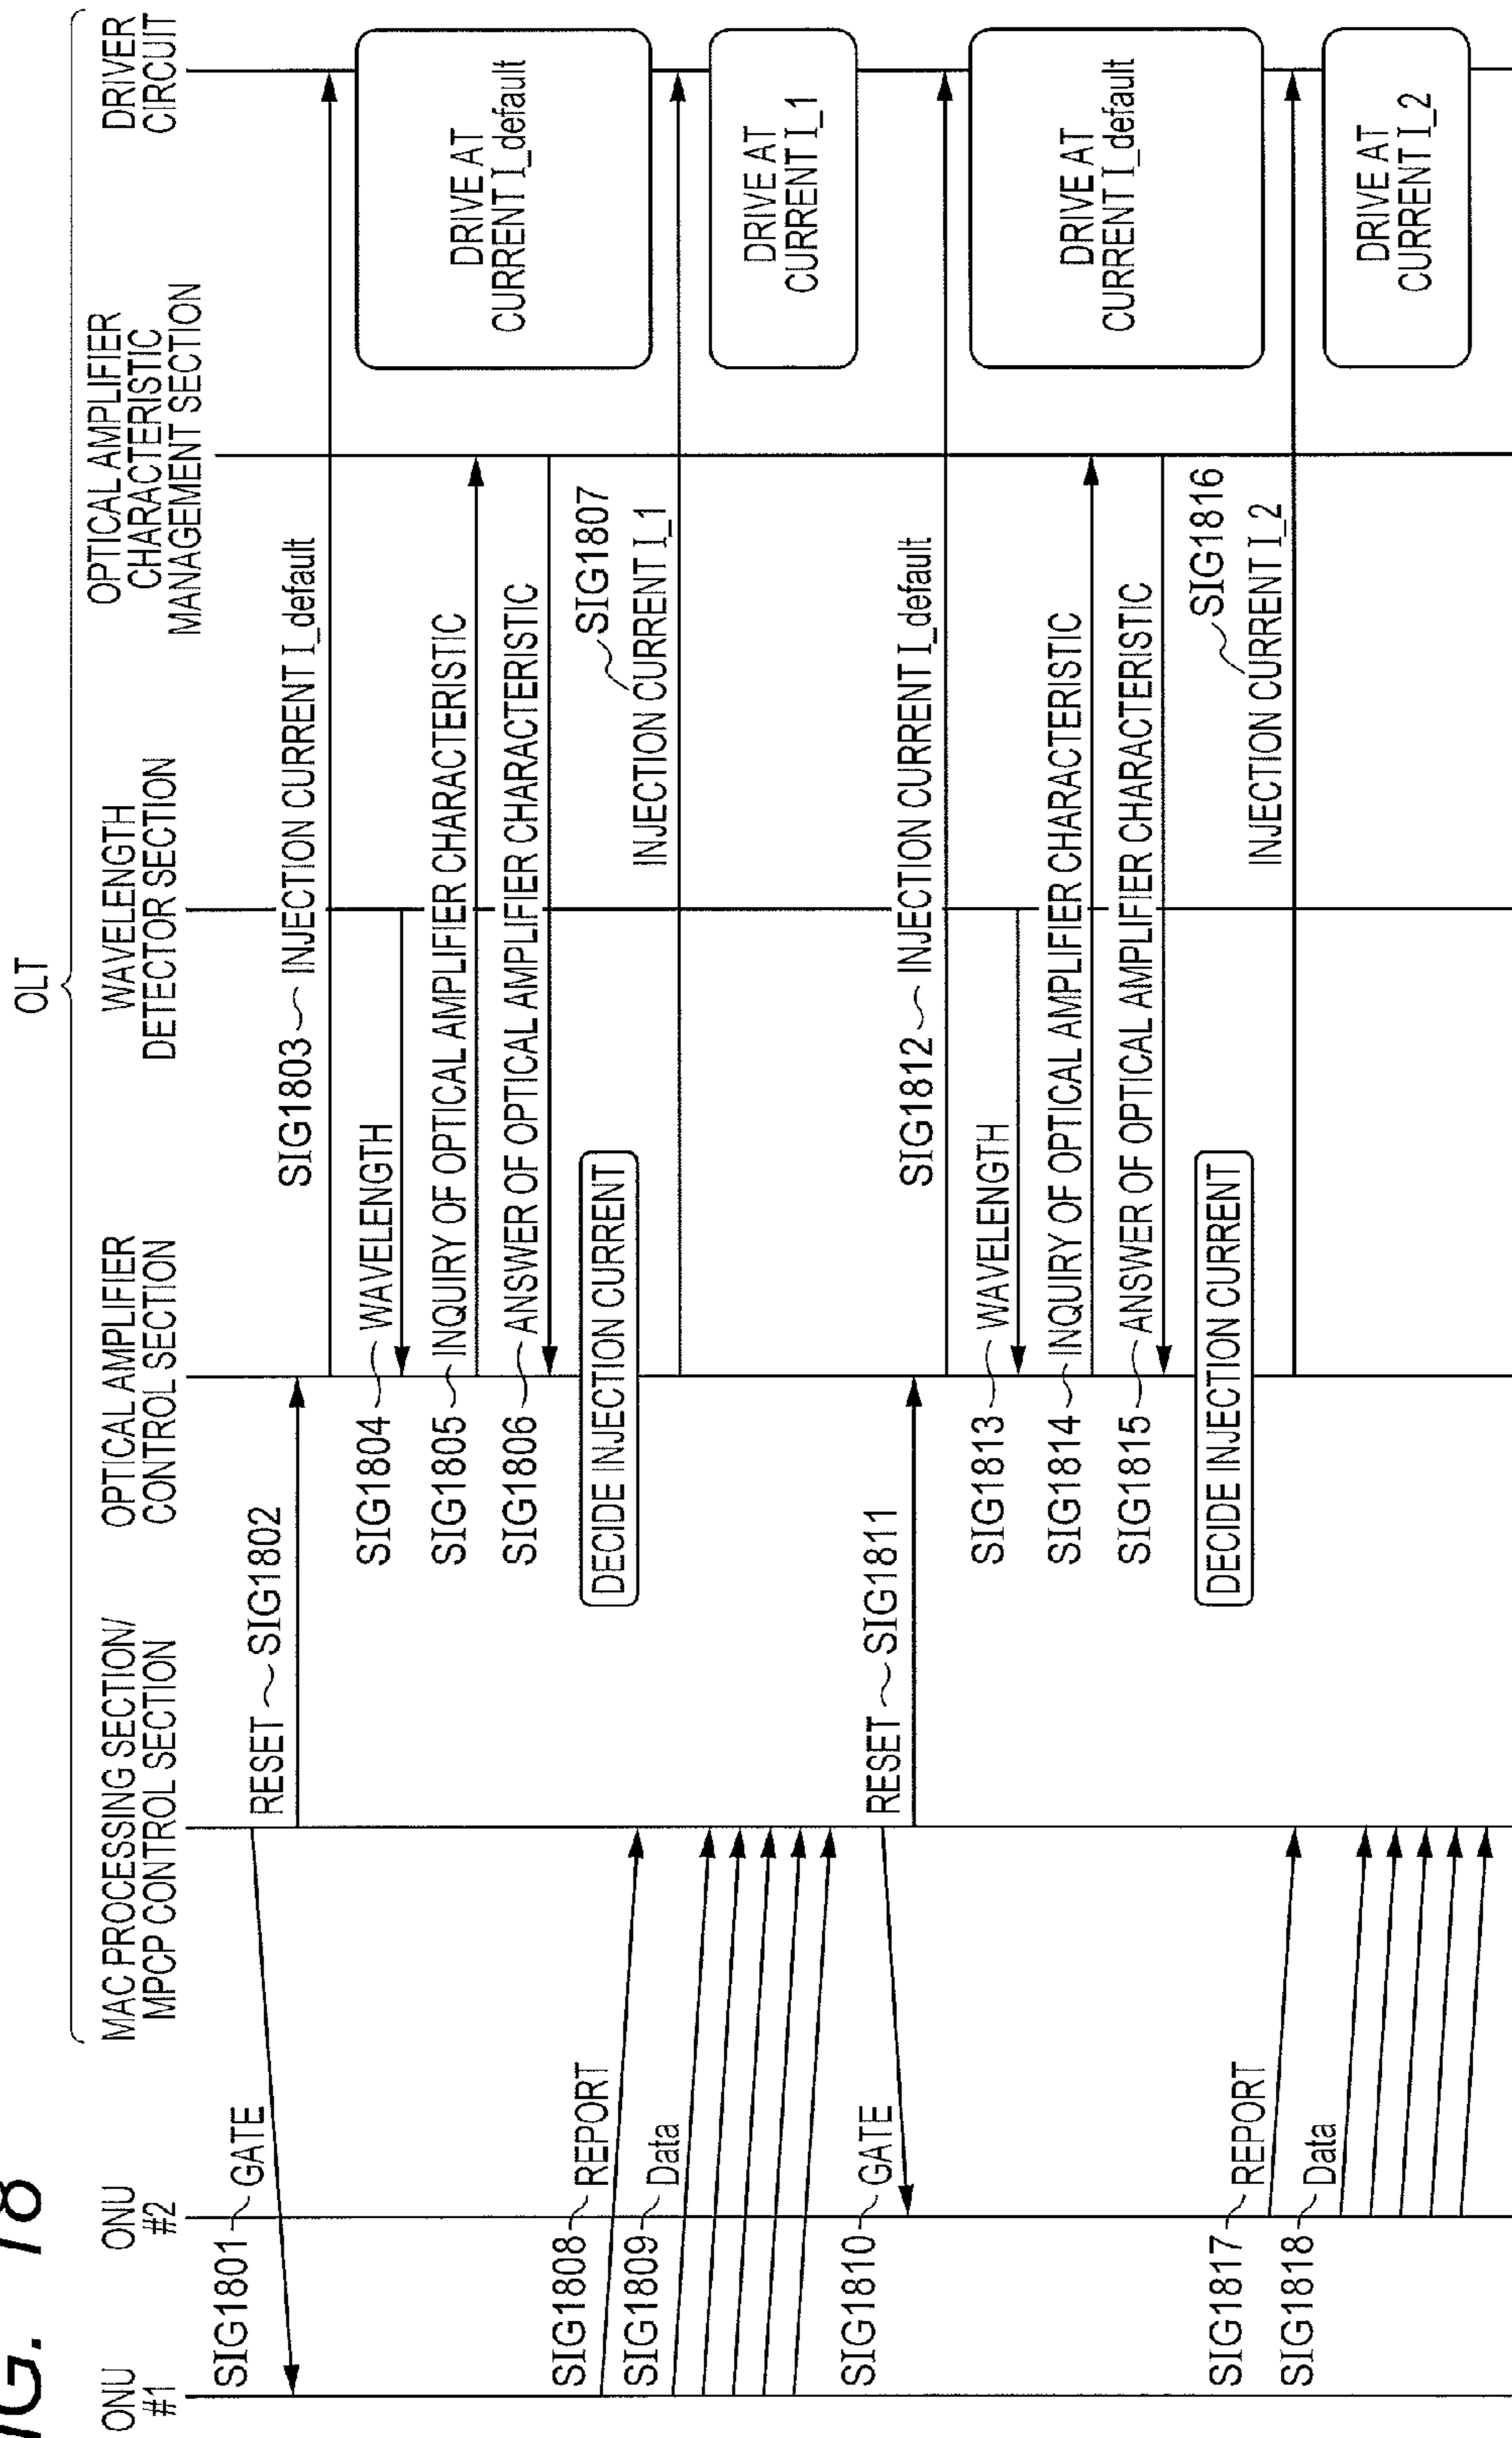 FIG. 18
OLT
ONU
#1
ONU
#2
MAC PROCESSING SECTION/
MPCP CONTROL SECTION
OPTICAL AMPLIFIER
CONTROL SECTION
WAVELENGTH
DETECTOR SECTION
OPTICAL AMPLIFIER
CHARACTERISTIC
MANAGEMENT SECTION
DRIVER
CIRCUIT
SIG1801 GATE
RESET SIG1802
SIG1803 INJECTION CURRENT I_default
DRIVE AT
CURRENT I_default
SIG1804 WAVELENGTH
SIG1805 INQUIRY OF OPTICAL AMPLIFIER CHARACTERISTIC
SIG1806 ANSWER OF OPTICAL AMPLIFIER CHARACTERISTIC
DECIDE INJECTION CURRENT
SIG1807
INJECTION CURRENT I_1
DRIVE AT
CURRENT I_1
SIG1808 REPORT
SIG1809 Data
SIG1810 GATE
RESET SIG1811
SIG1812 INJECTION CURRENT I_default
DRIVE AT
CURRENT I_default
SIG1813 WAVELENGTH
SIG1814 INQUIRY OF OPTICAL AMPLIFIER CHARACTERISTIC
SIG1815 ANSWER OF OPTICAL AMPLIFIER CHARACTERISTIC
DECIDE INJECTION CURRENT
SIG1816
INJECTION CURRENT I_2
DRIVE AT
CURRENT I_2
SIG1817 REPORT
SIG1818 Data